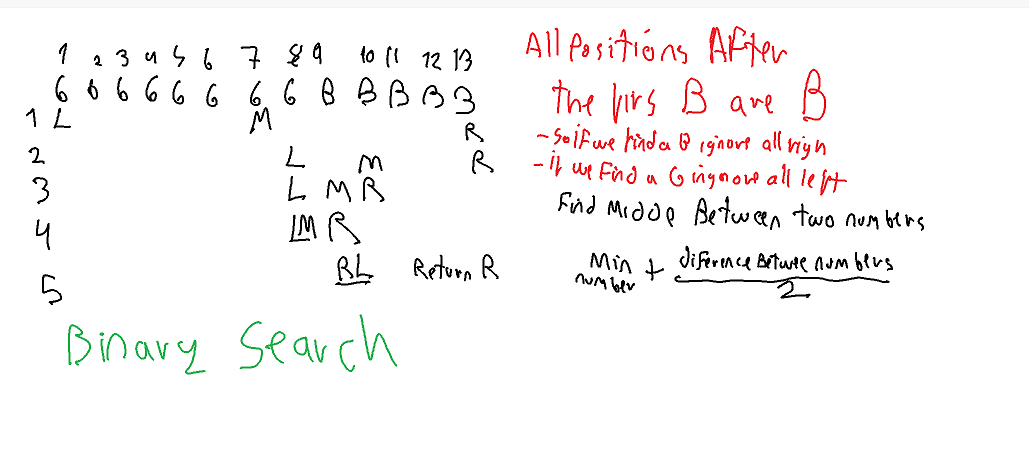 1 2 3 4 5 6 7 8 9 10 11 12 13
6 6 6 6 6 6 6 6 B B B B B
1 L M R
2 L M R
3 L M R
4 LM R
5 RL Return R
Binary Search
All Positions After
the firs B are B
- So if we find a B ignore all righ
- if we Find a G ingnore all left
Find Middle Between two numbers
Min number + diference Betwee numbers
2